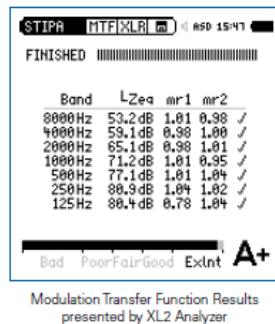 STIPA MTF XLR ASD 15:47
FINISHED
Band LZeq mr1 mr2
8000Hz 53.2dB 1.01 0.98 ✓
4000Hz 59.1dB 0.98 1.00 ✓
2000Hz 65.1dB 0.98 1.01 ✓
1000Hz 71.2dB 1.01 0.95 ✓
500Hz 77.1dB 1.01 1.04 ✓
250Hz 80.9dB 1.04 1.02 ✓
125Hz 80.4dB 0.78 1.04 ✓
Bad Poor Fair Good Exlnt A+
Modulation Transfer Function Results
presented by XL2 Analyzer